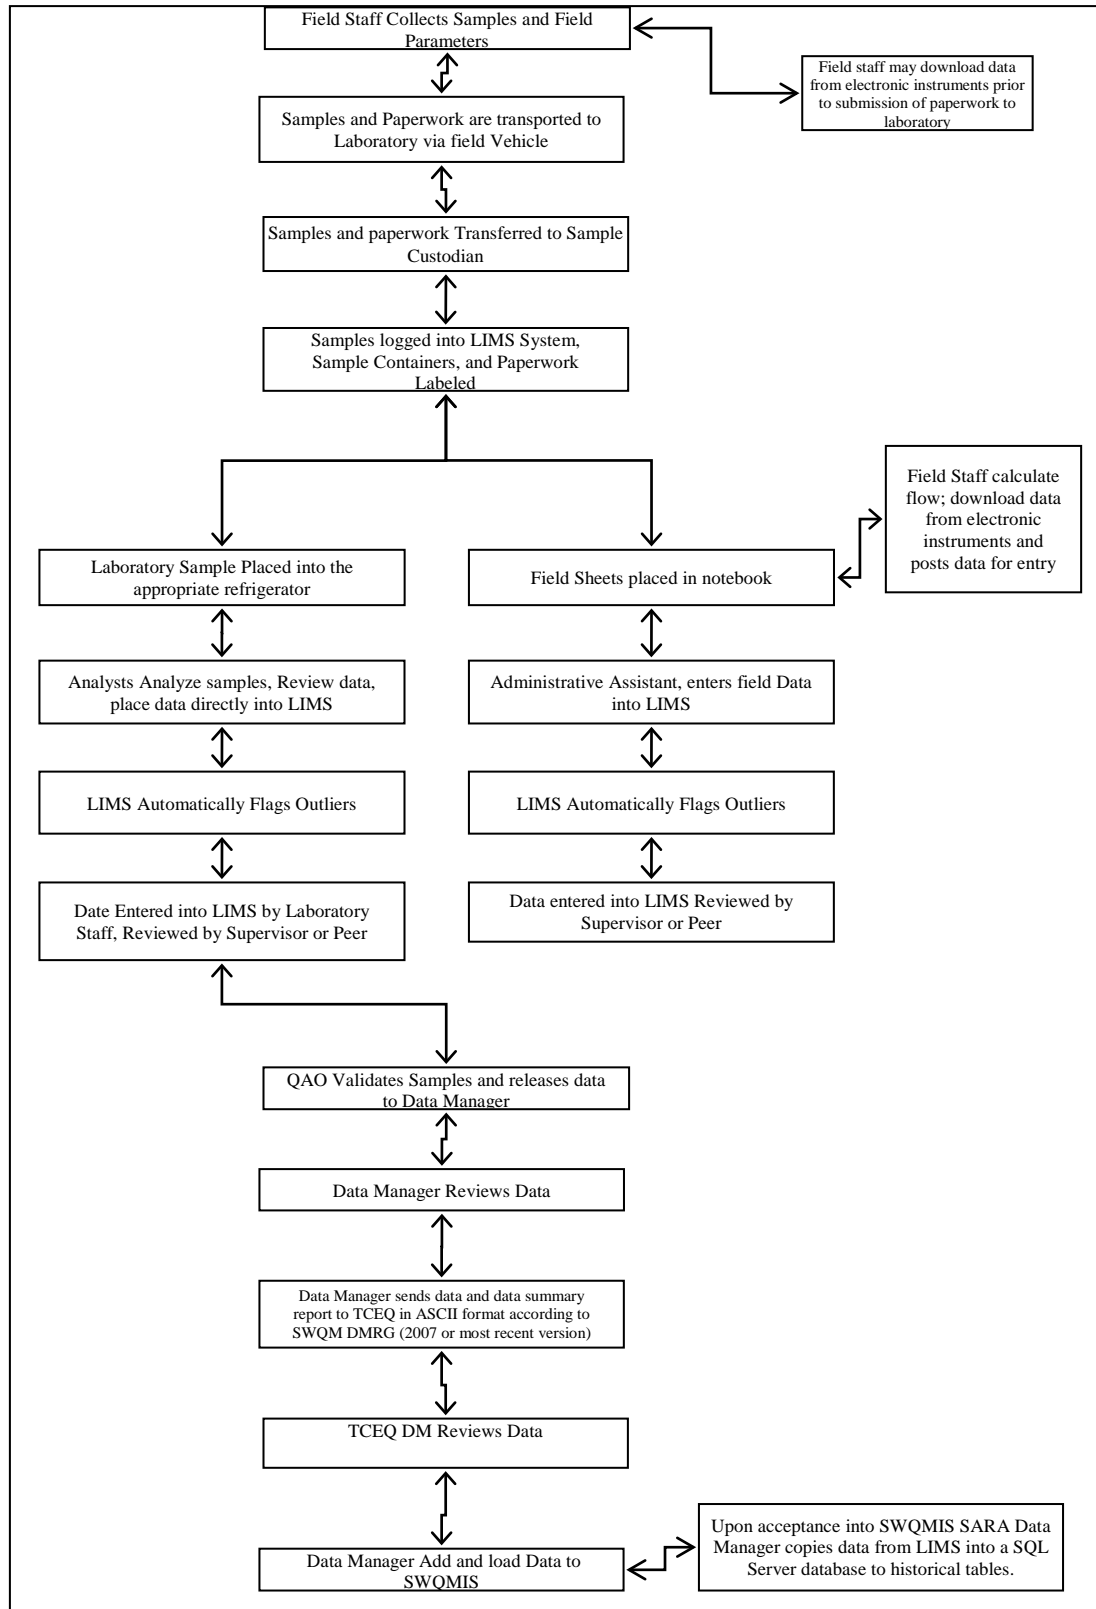 Field Staff Collects Samples and Field
Parameters
Field staff may download data
from electronic instruments prior
to submission of paperwork to
laboratory
Samples and Paperwork are transported to
Laboratory via field Vehicle
Samples and paperwork Transferred to Sample
Custodian
Samples logged into LIMS System,
Sample Containers, and Paperwork
Labeled
Field Staff calculate
flow; download data
from electronic
instruments and
posts data for entry
Laboratory Sample Placed into the
appropriate refrigerator
Field Sheets placed in notebook
Analysts Analyze samples, Review data,
place data directly into LIMS
Administrative Assistant, enters field Data
into LIMS
LIMS Automatically Flags Outliers
LIMS Automatically Flags Outliers
Date Entered into LIMS by Laboratory
Staff, Reviewed by Supervisor or Peer
Data entered into LIMS Reviewed by
Supervisor or Peer
QAO Validates Samples and releases data
to Data Manager
Data Manager Reviews Data
Data Manager sends data and data summary
report to TCEQ in ASCII format according to
SWQM DMRG (2007 or most recent version)
TCEQ DM Reviews Data
Data Manager Add and load Data to
SWQMIS
Upon acceptance into SWQMIS SARA Data
Manager copies data from LIMS into a SQL
Server database to historical tables.